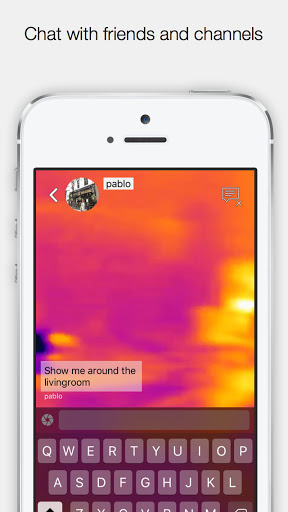 Chat with friends and channels
pablo
Show me around the
livingroom
pablo
Q W E R T Y U I O P
A S D F G H J K L
Z X C V B N M